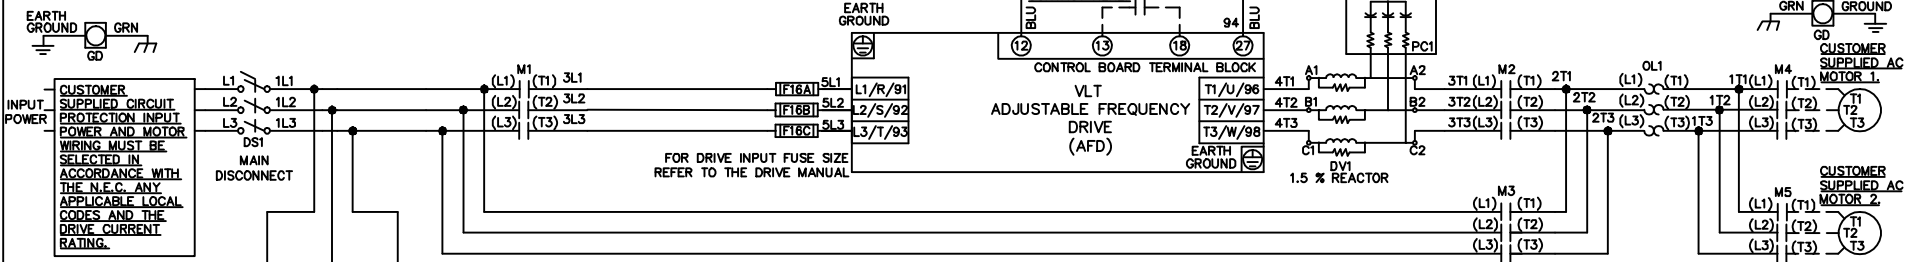 EARTH
GROUND
GRN
GD
EARTH
GROUND
BLU
94
BLU
12
13
18
27
CONTROL BOARD TERMINAL BLOCK
PC1
GRN
GROUND
GD
INPUT
POWER
CUSTOMER
SUPPLIED CIRCUIT
PROTECTION INPUT
POWER AND MOTOR
WIRING MUST BE
SELECTED IN
ACCORDANCE WITH
THE N.E.C. ANY
APPLICABLE LOCAL
CODES AND THE
DRIVE CURRENT
RATING.
L1 1L1
L2 1L2
L3 1L3
DS1
MAIN
DISCONNECT
M1
(L1) (T1) 3L1
(L2) (T2) 3L2
(L3) (T3) 3L3
F16A 5L1
F16B 5L2
F16C 5L3
FOR DRIVE INPUT FUSE SIZE
REFER TO THE DRIVE MANUAL
L1/R/91
L2/S/92
L3/T/93
VLT
ADJUSTABLE FREQUENCY
DRIVE
(AFD)
T1/U/96
T2/V/97
T3/W/98
EARTH
GROUND
4T1 A1 A2
4T2 B1 B2
4T3 C1 C2
DV1
1.5 % REACTOR
M2
3T1 (L1) (T1) 2T1
3T2 (L2) (T2) 2T2
3T3 (L3) (T3) 2T3
OL1
(L1) (T1) 1T1
(L2) (T2) 1T2
(L3) (T3) 1T3
M4
(L1) (T1)
(L2) (T2)
(L3) (T3)
CUSTOMER
SUPPLIED AC
MOTOR 1.
T1
T2
T3
M3
(L1) (T1)
(L2) (T2)
(L3) (T3)
M5
(L1) (T1)
(L2) (T2)
(L3) (T3)
CUSTOMER
SUPPLIED AC
MOTOR 2.
T1
T2
T3